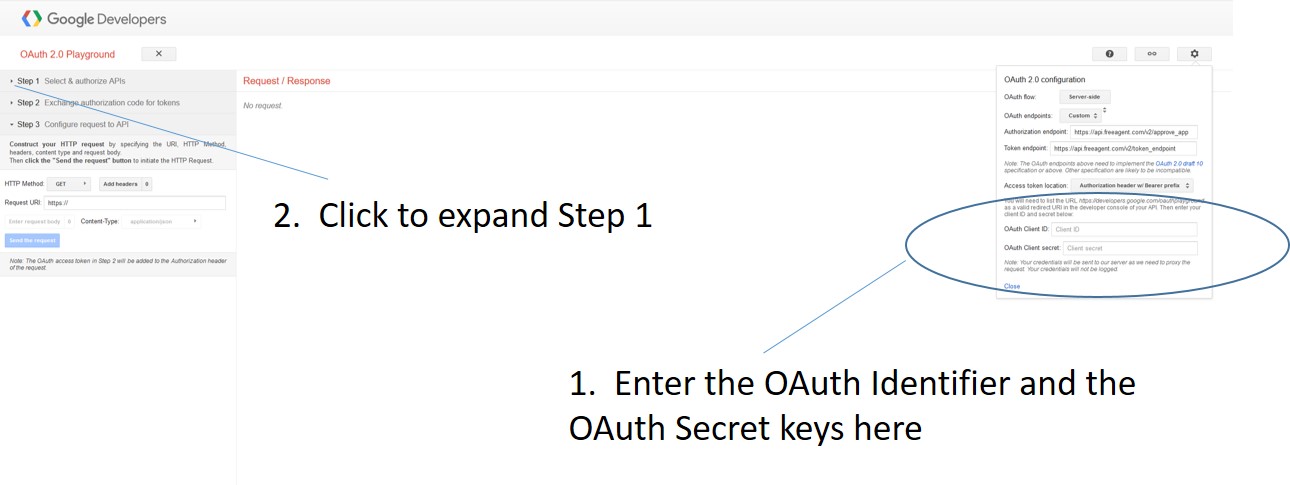 Google Developers
OAuth 2.0 Playground
Step 1 Select & authorize APIs
Step 2 Exchange authorization code for tokens
Step 3 Configure request to API
Construct your HTTP request by specifying the URI, HTTP Method,
headers, content type and request body.
Then click the "Send the request" button to initiate the HTTP Request.
HTTP Method: GET Add headers 0
Request URI: https://
Enter request body 0 Content-Type: application/json
Send the request
Note: The OAuth access token in Step 2 will be added to the Authorization header
of the request.
Request / Response
No request.
OAuth 2.0 configuration
OAuth flow: Server-side
OAuth endpoints: Custom
Authorization endpoint: https://api.freeagent.com/v2/approve_app
Token endpoint: https://api.freeagent.com/v2/token_endpoint
Note: The OAuth endpoints above need to implement the OAuth 2.0 draft 10
specification or above. Other specification are likely to be incompatible.
Access token location: Authorization header w/ Bearer prefix
You will need to list the URL https://developers.google.com/oauthplayground
as a valid redirect URI in the developer console of your API. Then enter your
client ID and secret below:
OAuth Client ID: Client ID
OAuth Client secret: Client secret
Note: Your credentials will be sent to our server as we need to proxy the
request. Your credentials will not be logged.
Close
2. Click to expand Step 1
1. Enter the OAuth Identifier and the
OAuth Secret keys here